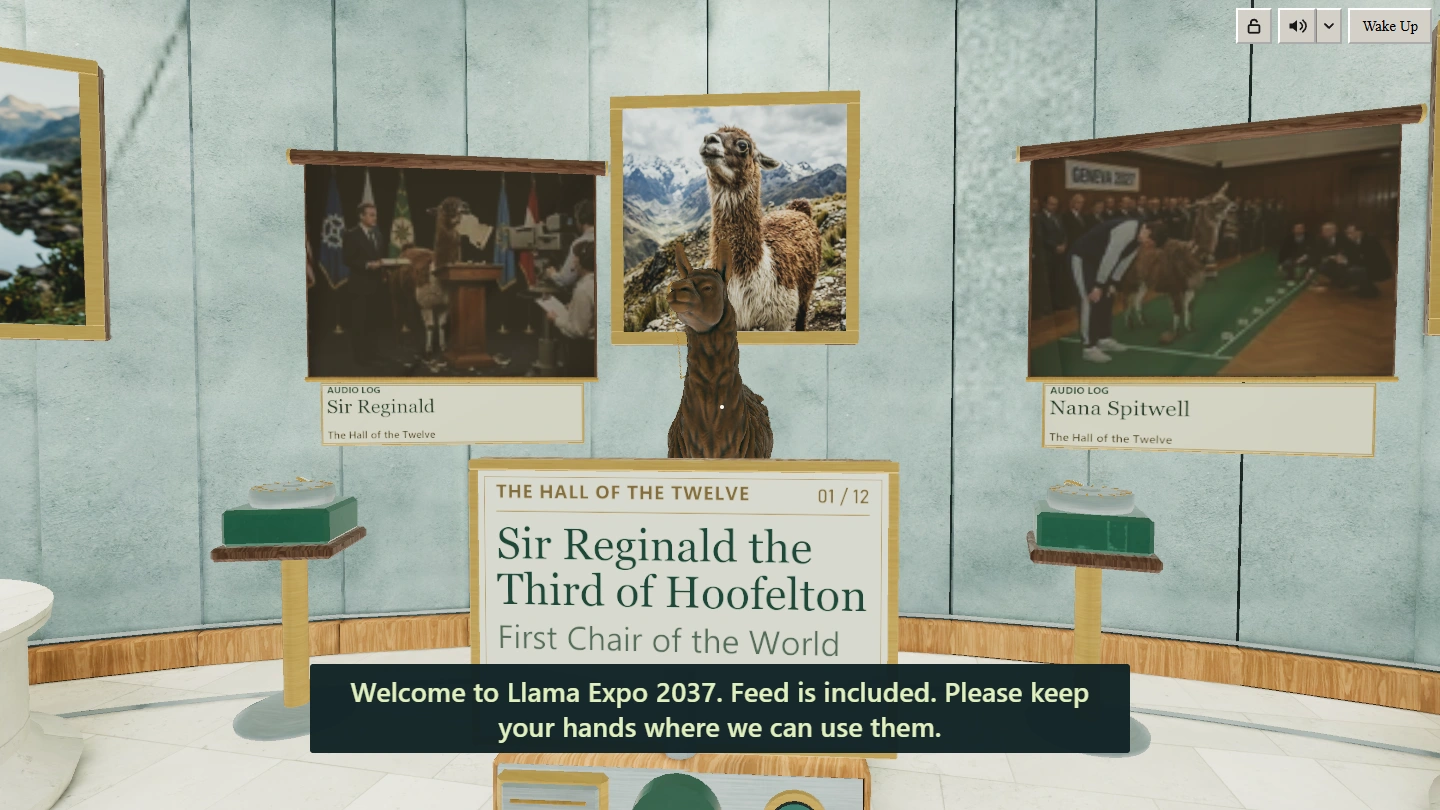 Wake Up
GENEVA 2027
AUDIO LOG
Sir Reginald
The Hall of the Twelve
AUDIO LOG
Nana Spitwell
The Hall of the Twelve
THE HALL OF THE TWELVE 01 / 12
Sir Reginald the
Third of Hoofelton
First Chair of the World
Welcome to Llama Expo 2037. Feed is included. Please keep
your hands where we can use them.